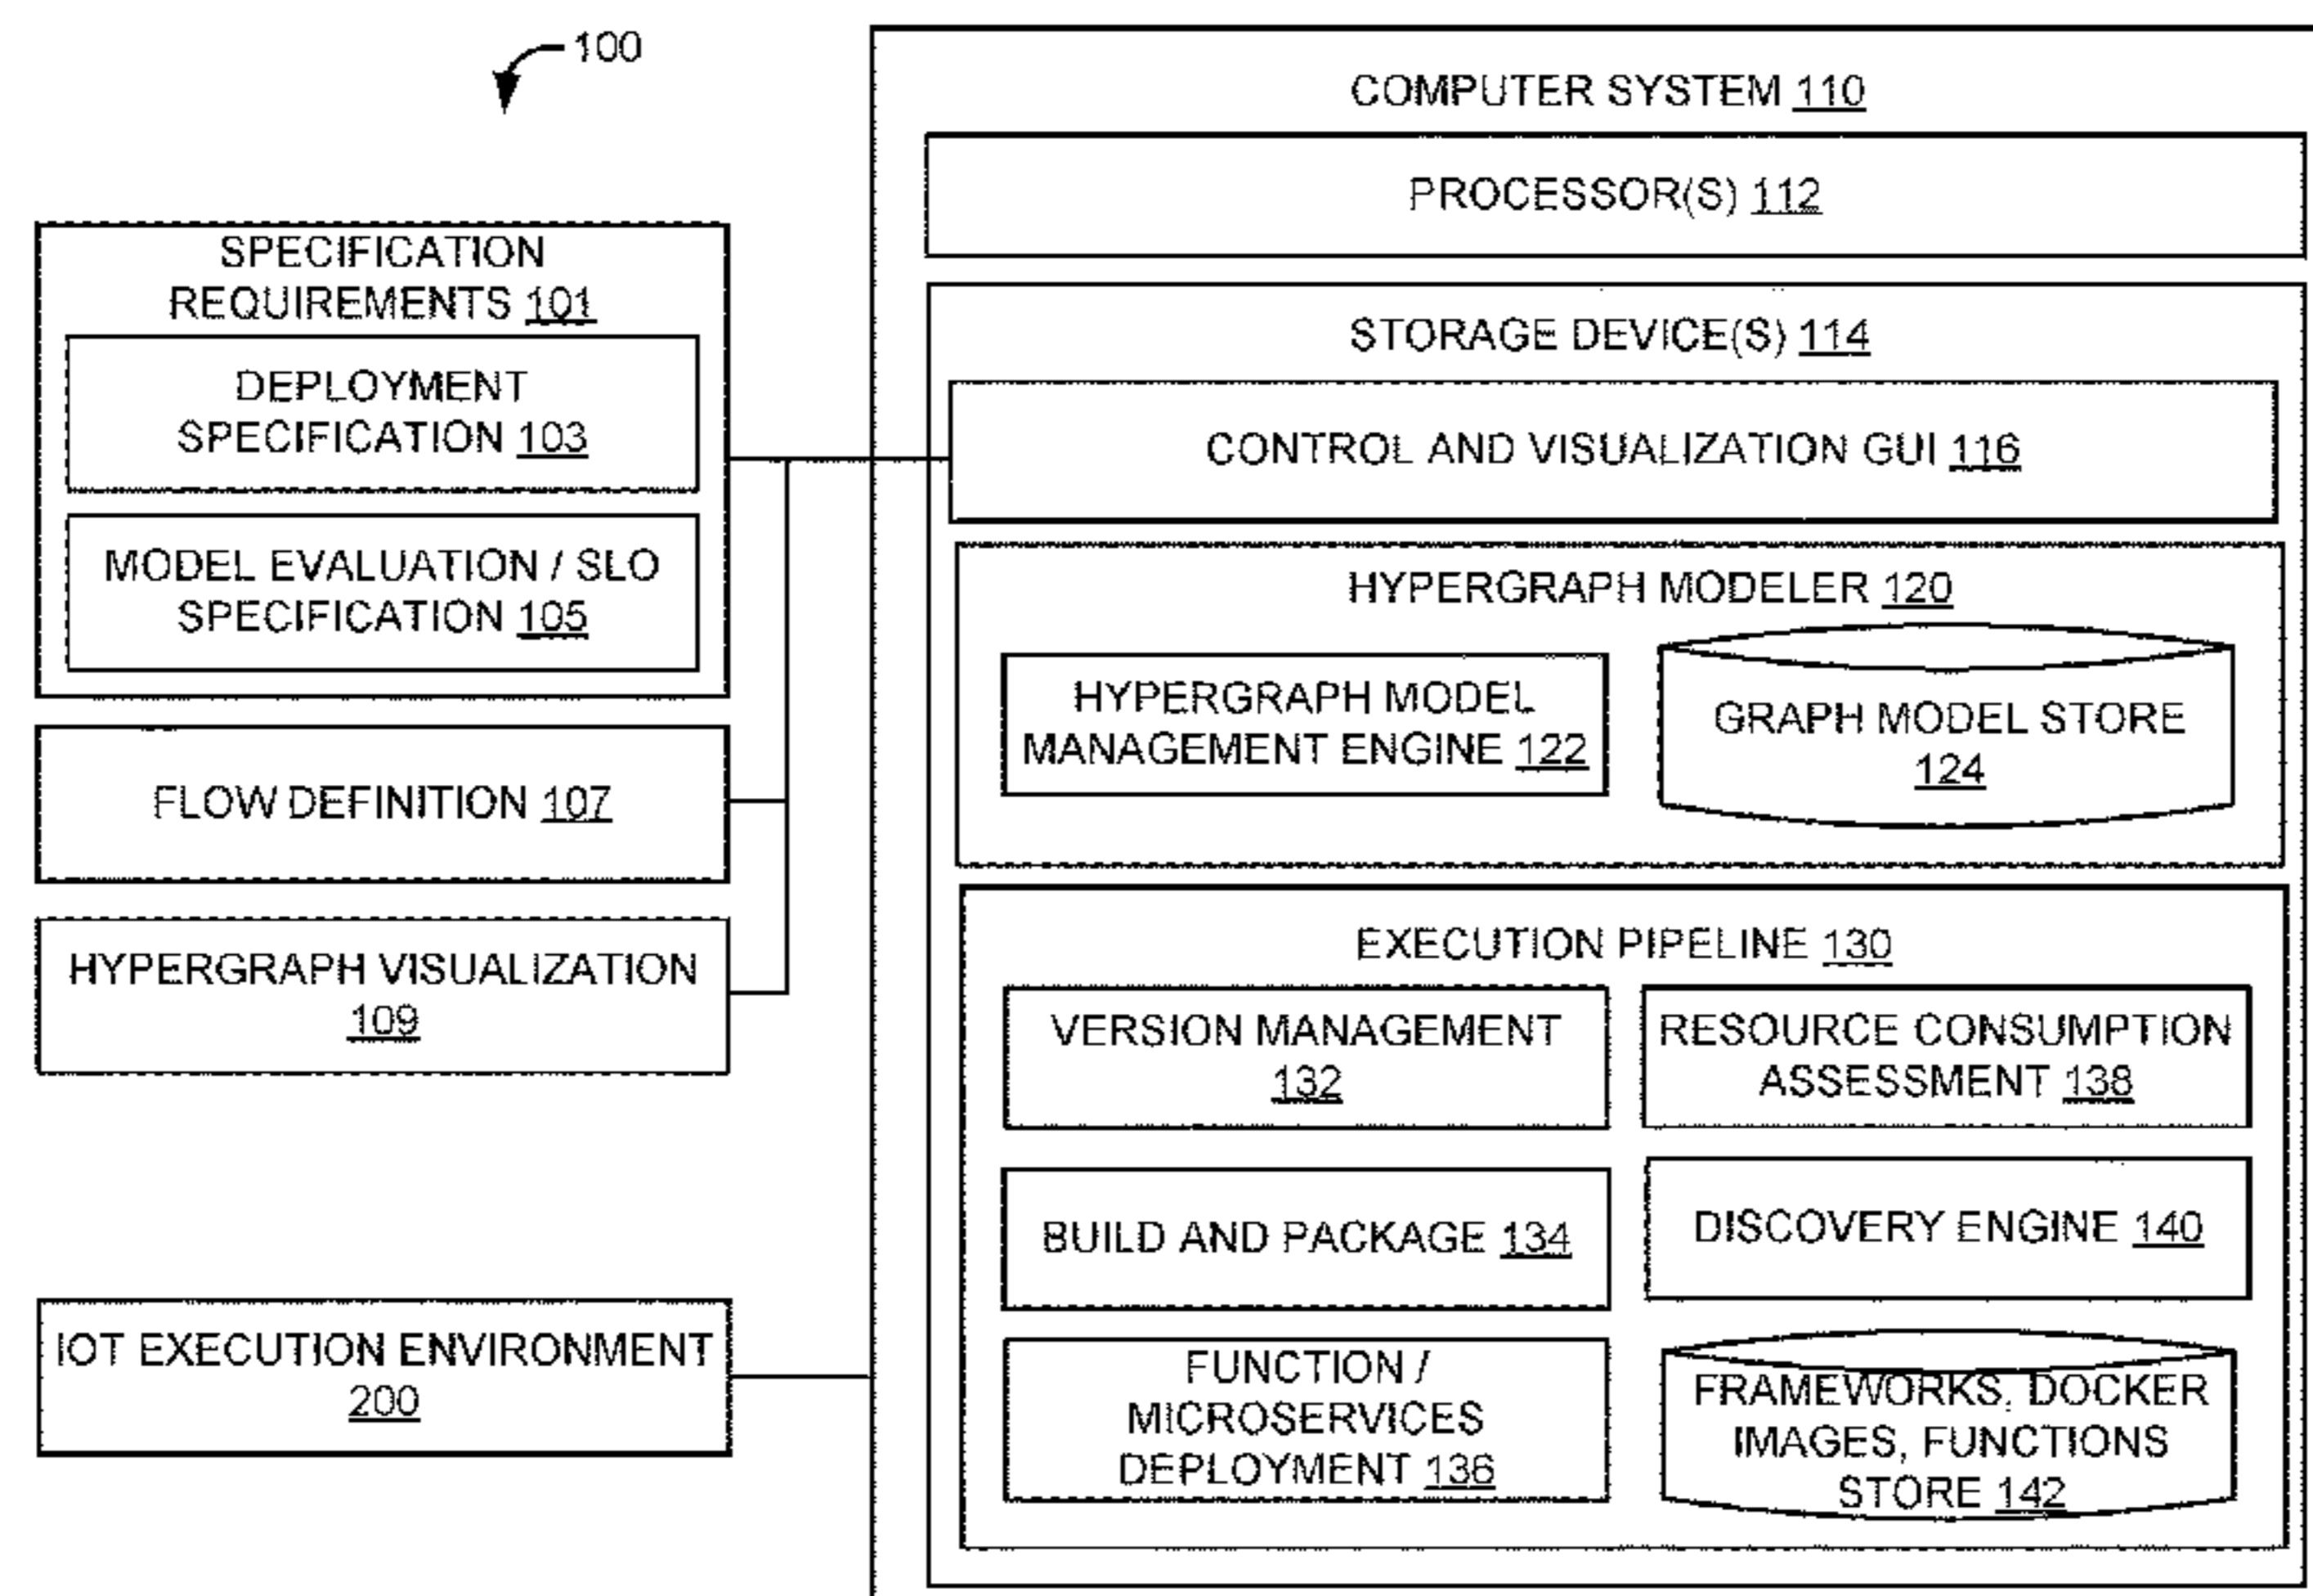 100
SPECIFICATION
REQUIREMENTS 101
DEPLOYMENT
SPECIFICATION 103
MODEL EVALUATION / SLO
SPECIFICATION 105
FLOW DEFINITION 107
HYPERGRAPH VISUALIZATION
109
IOT EXECUTION ENVIRONMENT
200
COMPUTER SYSTEM 110
PROCESSOR(S) 112
STORAGE DEVICE(S) 114
CONTROL AND VISUALIZATION GUI 116
HYPERGRAPH MODELER 120
HYPERGRAPH MODEL
MANAGEMENT ENGINE 122
GRAPH MODEL STORE
124
EXECUTION PIPELINE 130
VERSION MANAGEMENT
132
RESOURCE CONSUMPTION
ASSESSMENT 138
BUILD AND PACKAGE 134
DISCOVERY ENGINE 140
FUNCTION /
MICROSERVICES
DEPLOYMENT 136
FRAMEWORKS, DOCKER
IMAGES, FUNCTIONS
STORE 142